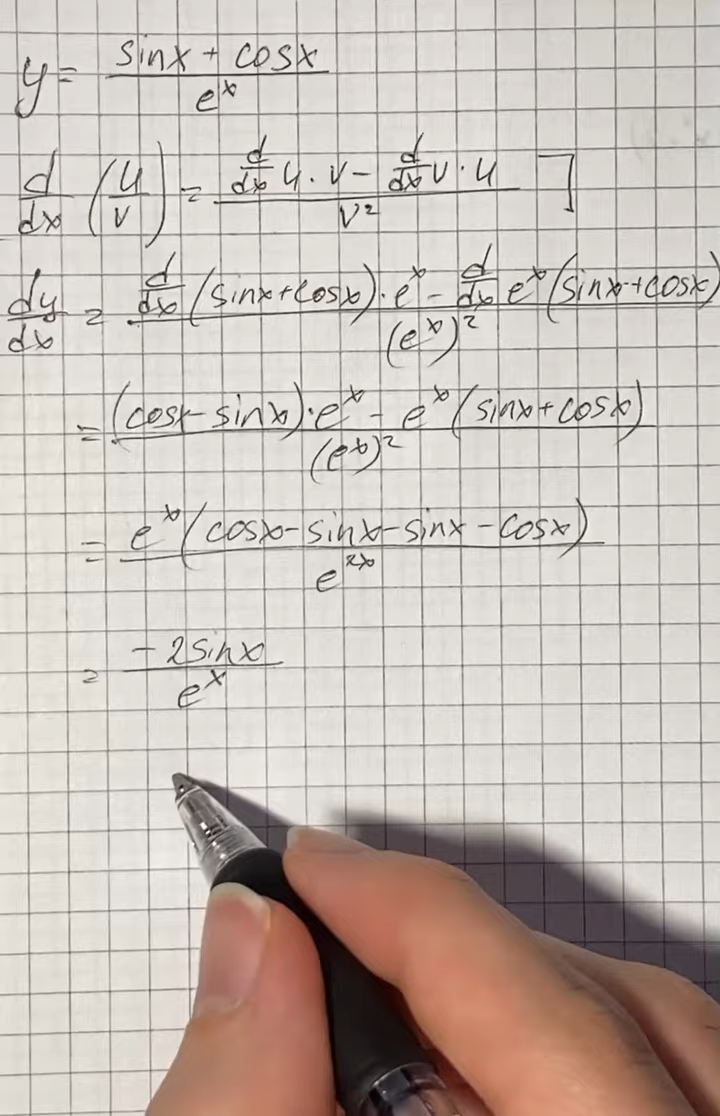 y = (sinx + cosx)/e^x
d/dx (u/v) = (d/dx u · v − d/dx v · u)/v² ]
dy/dx = (d/dx (sinx+cosx) · e^x − d/dx e^x (sinx+cosx))/(e^x)²
= ((cosx − sinx) · e^x − e^x (sinx+cosx))/(e^x)²
= e^x (cosx − sinx − sinx − cosx)/e^2x
= −2sinx/e^x